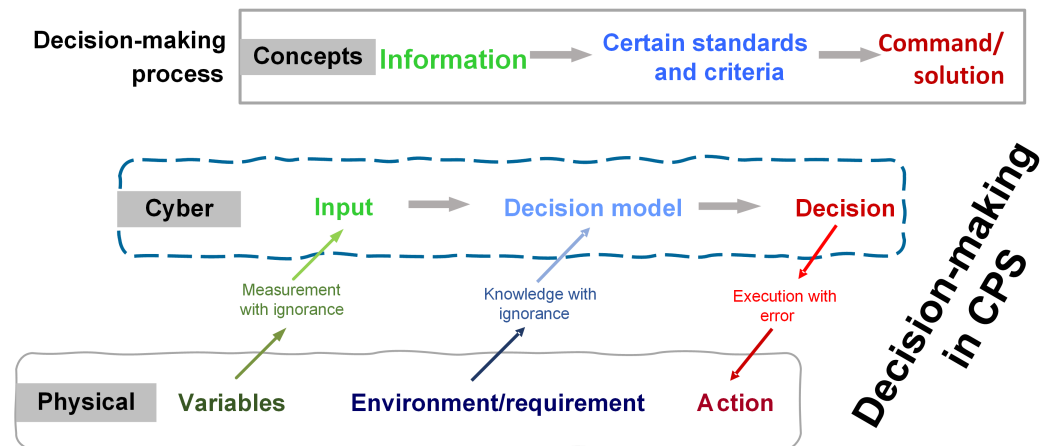 Decision-making
process
Concepts
Information
Certain standards
and criteria
Command/
solution
Cyber
Input
Decision model
Decision
Measurement
with ignorance
Knowledge with
ignorance
Execution with
error
Physical
Variables
Environment/requirement
Action
Decision-making
in CPS